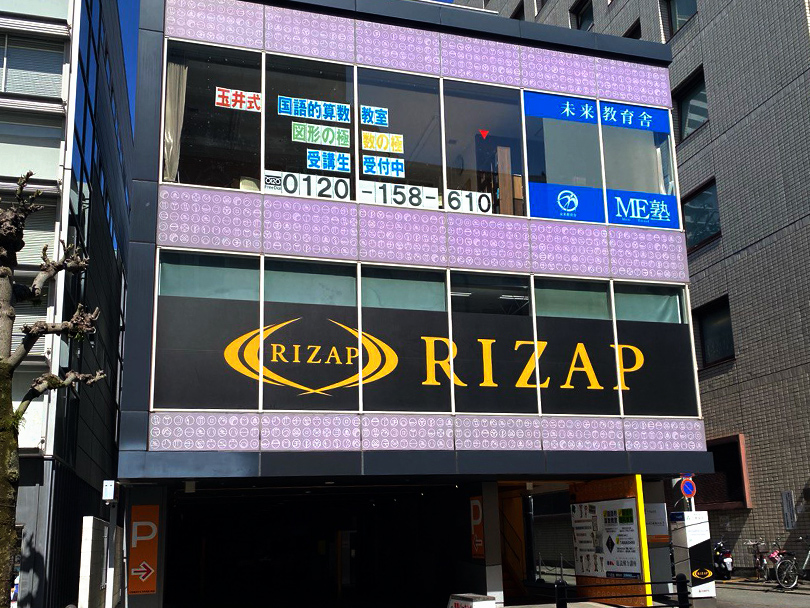 玉井式
国語的算数教室
図形の極
数の極
受講生 受付中
0120-158-610
未来教育舎
ME塾
RIZAP
RIZAP
P
P